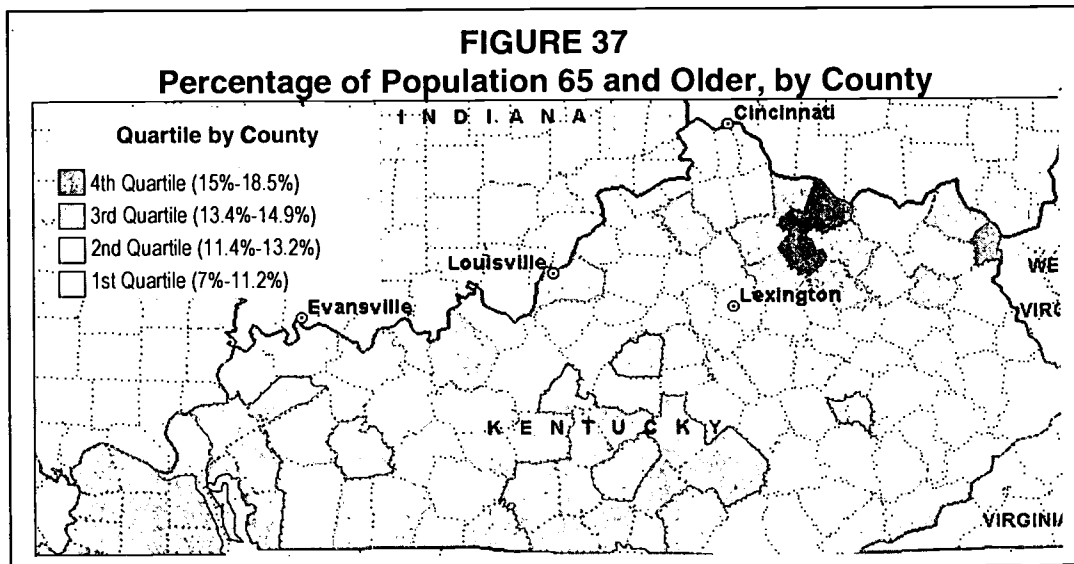 FIGURE 37
Percentage of Population 65 and Older, by County
INDIANA
Cincinnati
Quartile by County
4th Quartile (15%-18.5%)
3rd Quartile (13.4%-14.9%)
2nd Quartile (11.4%-13.2%)
1st Quartile (7%-11.2%)
Louisville
WE
Lexington
VIRG
Evansville
KENTUCKY
VIRGINIA